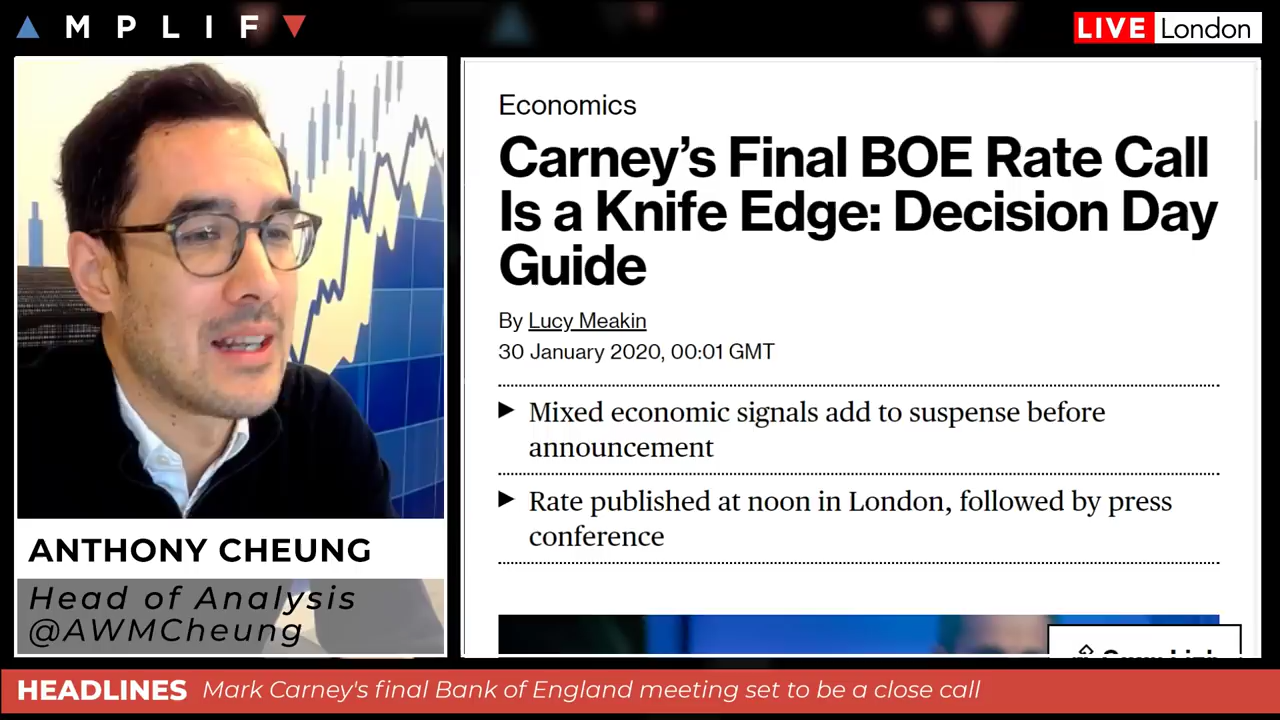 AMPLIFY
LIVE London
Economics
Carney's Final BOE Rate Call
Is a Knife Edge: Decision Day
Guide
By Lucy Meakin
30 January 2020, 00:01 GMT
Mixed economic signals add to suspense before
announcement
Rate published at noon in London, followed by press
conference
ANTHONY CHEUNG
Head of Analysis
@AWMCheung
HEADLINES Mark Carney's final Bank of England meeting set to be a close call